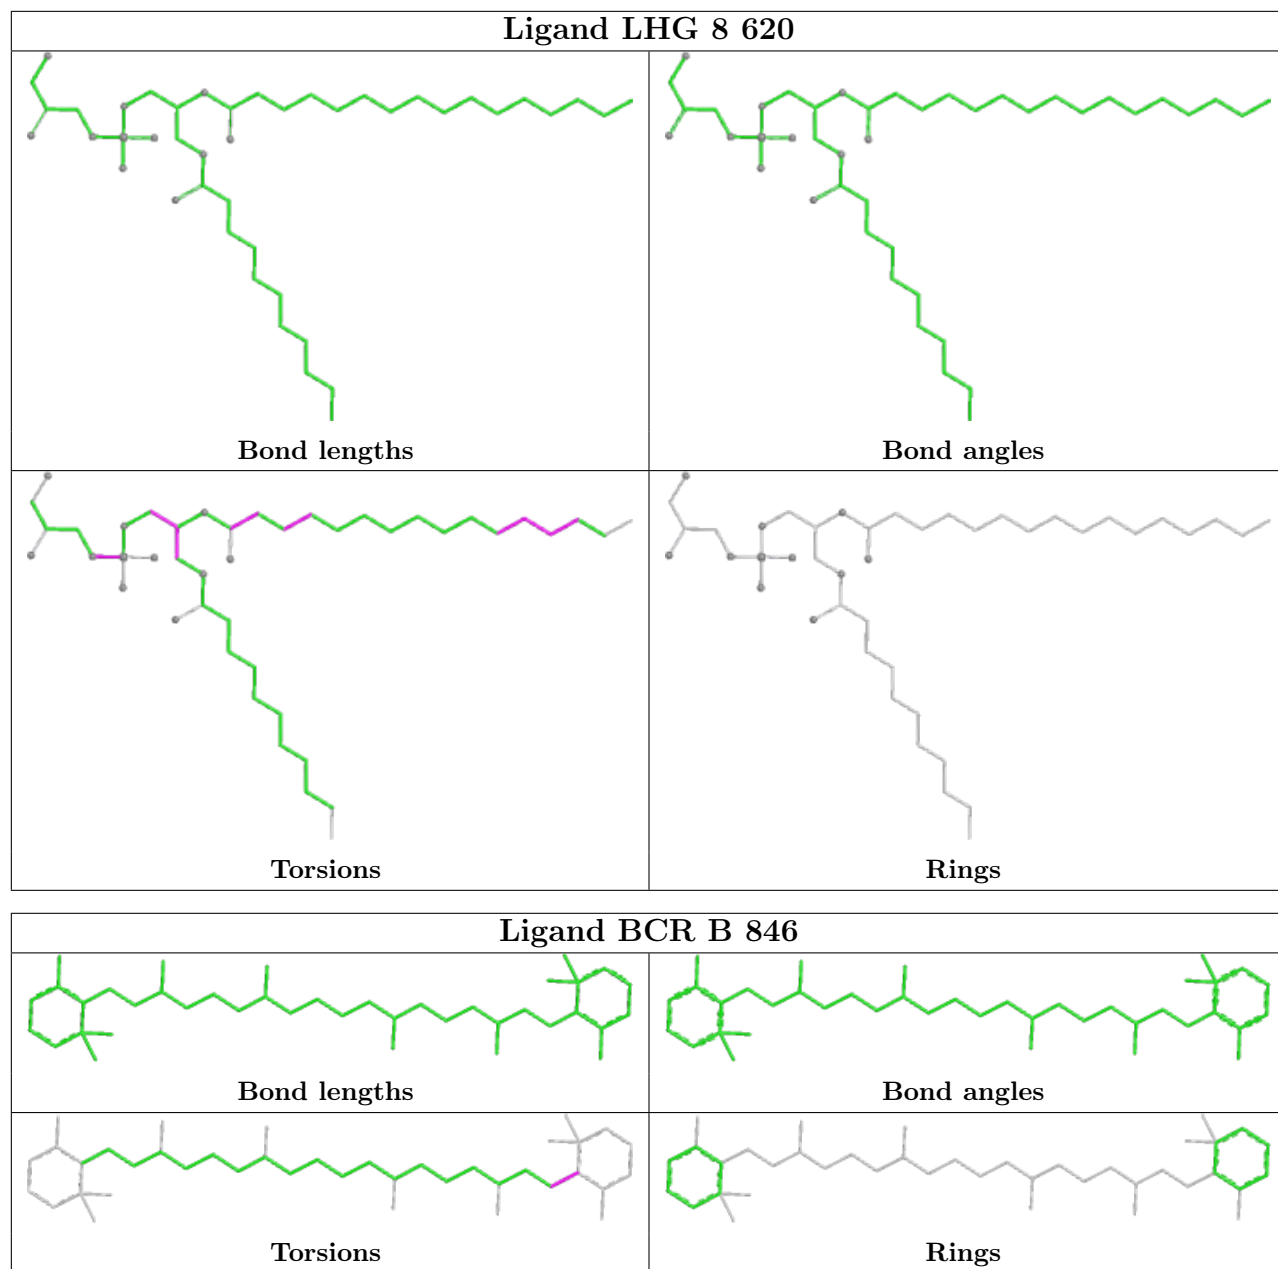 Ligand LHG 8 620
Bond lengths
Bond angles
Torsions
Rings
Ligand BCR B 846
Bond lengths
Bond angles
Torsions
Rings